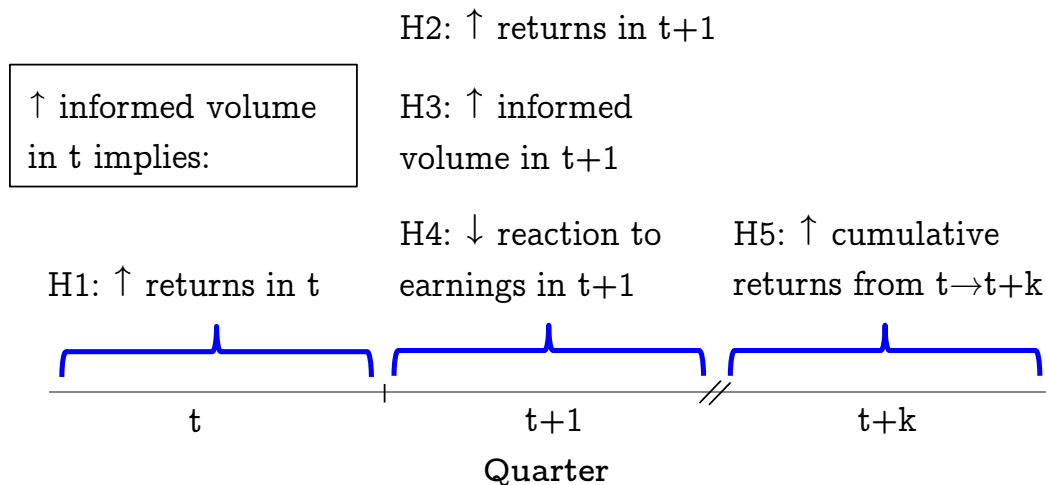 H2: ↑ returns in t+1
↑ informed volume
in t implies:
H3: ↑ informed
volume in t+1
H1: ↑ returns in t
H4: ↓ reaction to
earnings in t+1
H5: ↑ cumulative
returns from t→t+k
t
t+1
t+k
Quarter